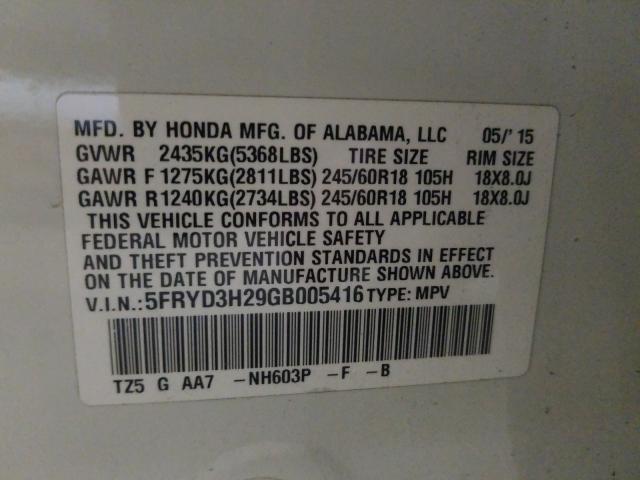 MFD. BY HONDA MFG. OF ALABAMA, LLC 05/'15
GVWR 2435KG(5368LBS) TIRE SIZE RIM SIZE
GAWR F 1275KG(2811LBS) 245/60R18 105H 18X8.0J
GAWR R 1240KG(2734LBS) 245/60R18 105H 18X8.0J
THIS VEHICLE CONFORMS TO ALL APPLICABLE
FEDERAL MOTOR VEHICLE SAFETY
AND THEFT PREVENTION STANDARDS IN EFFECT
ON THE DATE OF MANUFACTURE SHOWN ABOVE.
V.I.N.: 5FRYD3H29GB005416 TYPE: MPV
TZ5 G AA7 -NH603P -F -B